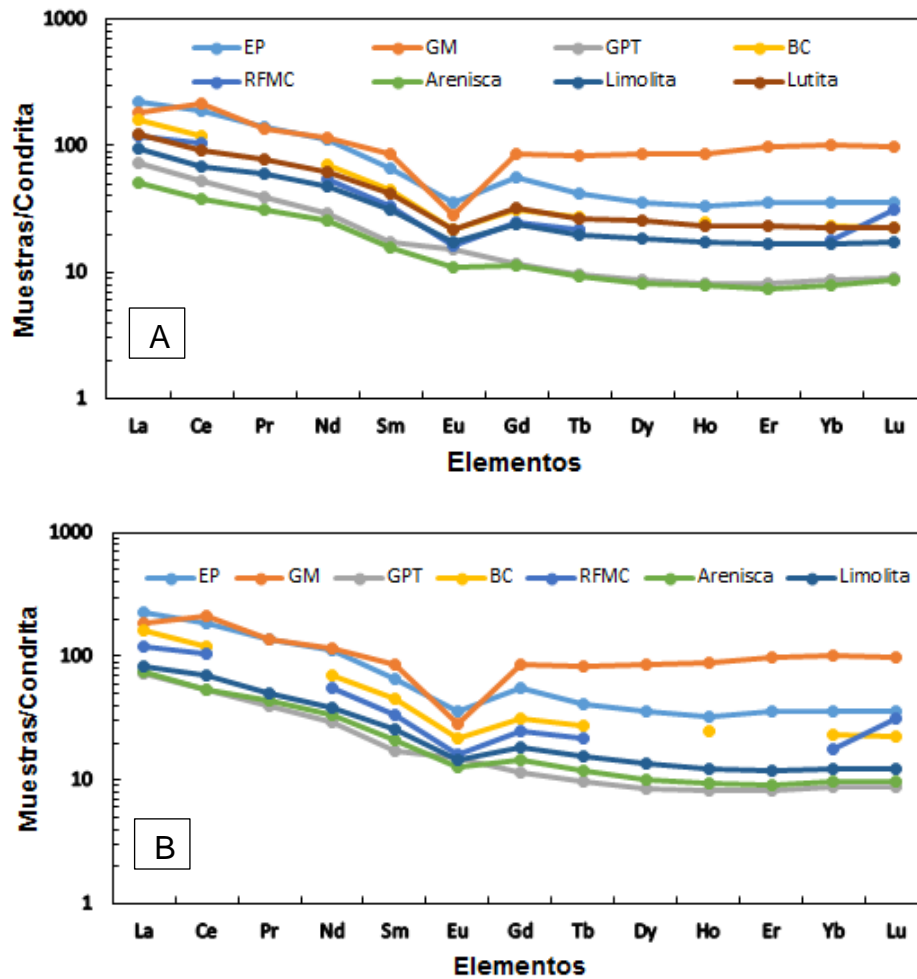 1000
EP GM GPT BC
RFMC Arenisca Limolita Lutita
100
10
1
Muestras/Condrita
A
La Ce Pr Nd Sm Eu Gd Tb Dy Ho Er Yb Lu
Elementos
1000
EP GM GPT BC RFMC Arenisca Limolita
100
10
1
Muestras/Condrita
B
La Ce Pr Nd Sm Eu Gd Tb Dy Ho Er Yb Lu
Elementos